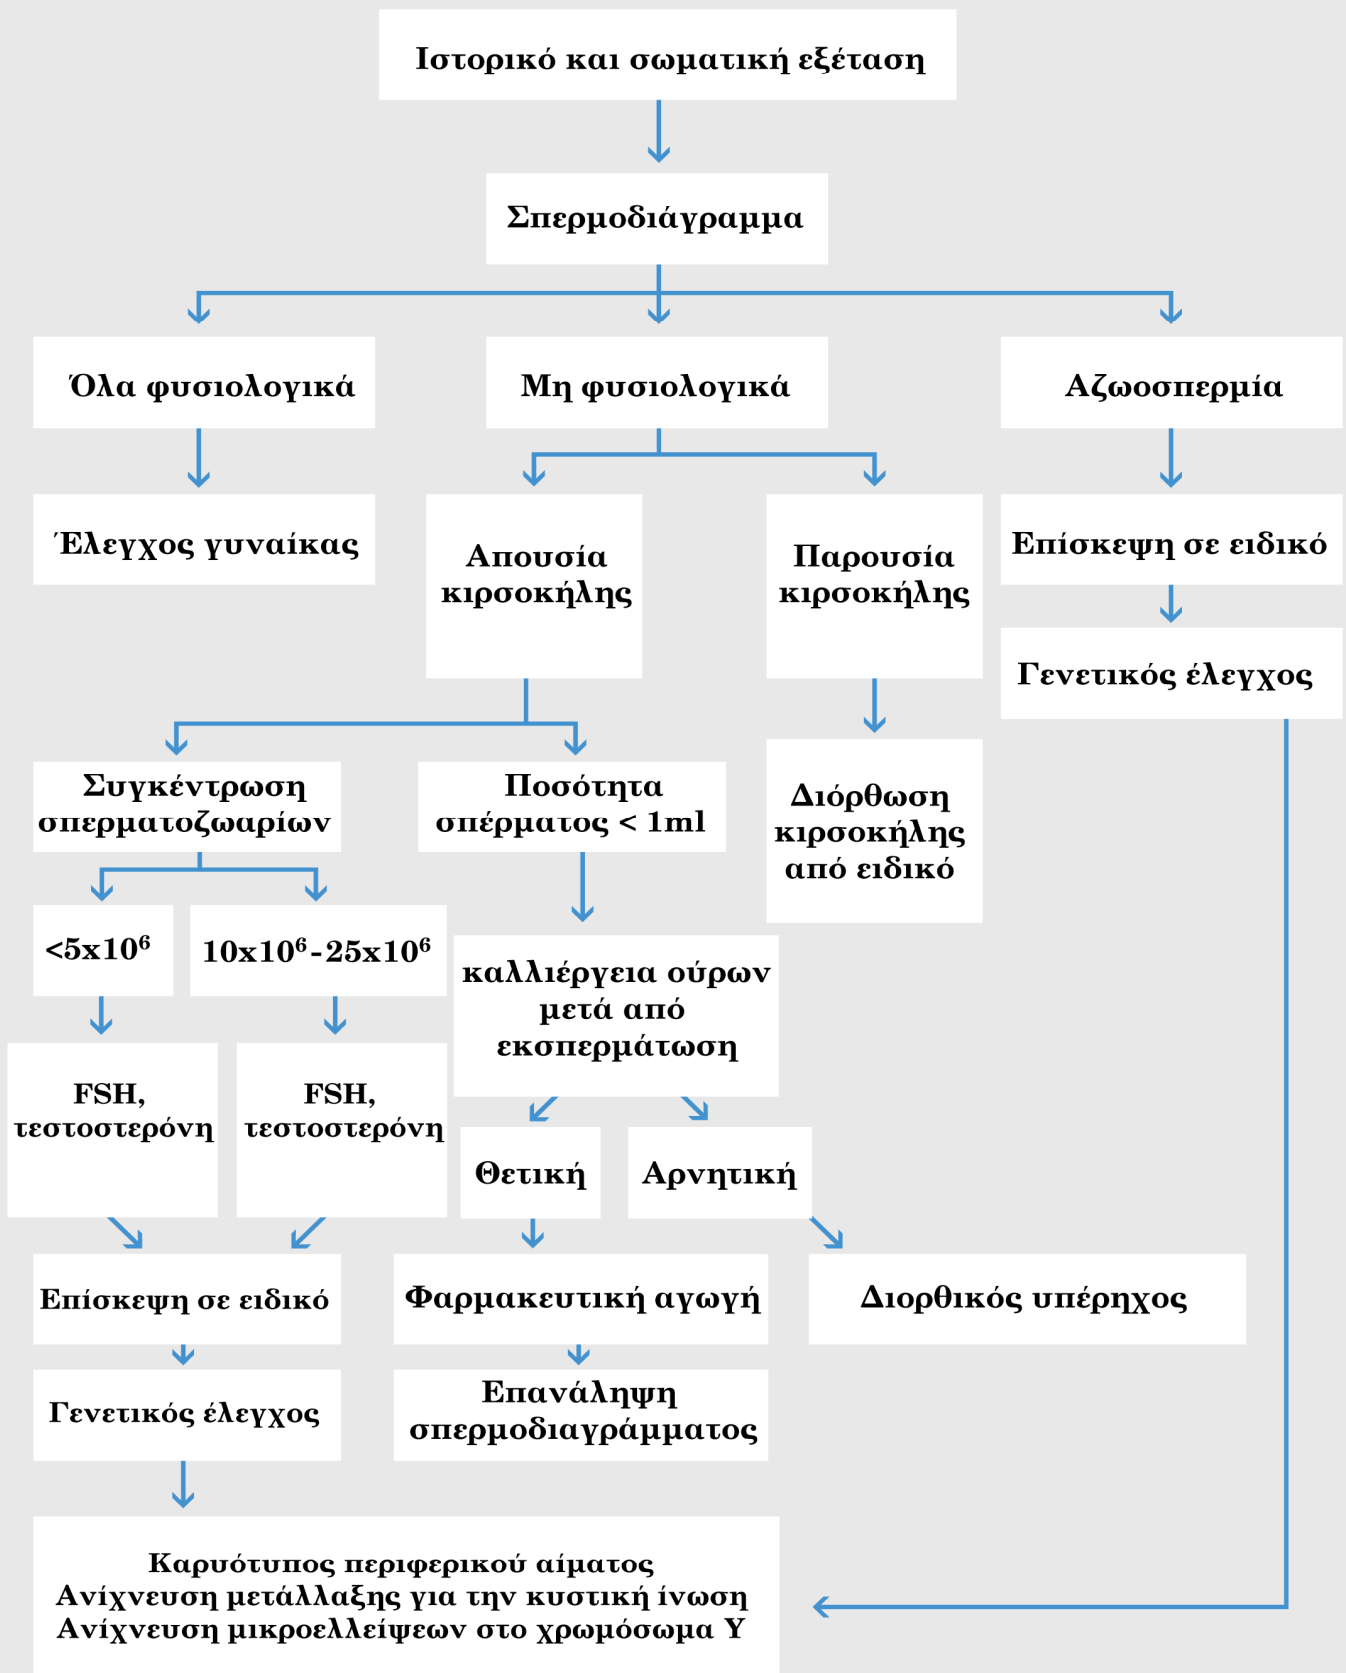 Ιστορικό και σωματική εξέταση
Σπερμοδιάγραμμα
Όλα φυσιολογικά
Μη φυσιολογικά
Αζωοσπερμία
Έλεγχος γυναίκας
Απουσία
κιρσοκήλης
Παρουσία
κιρσοκήλης
Επίσκεψη σε ειδικό
Γενετικός έλεγχος
Συγκέντρωση
σπερματοζωαρίων
Ποσότητα
σπέρματος < 1ml
Διόρθωση
κιρσοκήλης
από ειδικό
<5x10⁶
10x10⁶-25x10⁶
καλλιέργεια ούρων
μετά από
εκσπερμάτωση
FSH,
τεστοστερόνη
FSH,
τεστοστερόνη
Θετική
Αρνητική
Επίσκεψη σε ειδικό
Φαρμακευτική αγωγή
Διορθικός υπέρηχος
Γενετικός έλεγχος
Επανάληψη
σπερμοδιαγράμματος
Καρυότυπος περιφερικού αίματος
Ανίχνευση μετάλλαξης για την κυστική ίνωση
Ανίχνευση μικροελλείψεων στο χρωμόσωμα Υ